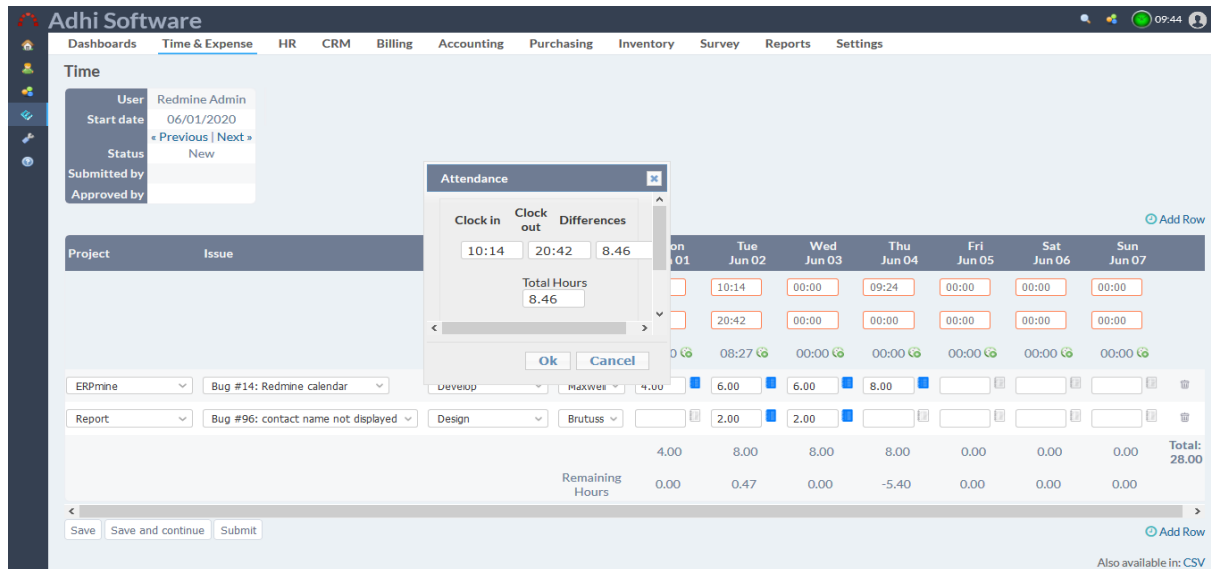 Adhi Software
09:44
Dashboards Time & Expense HR CRM Billing Accounting Purchasing Inventory Survey Reports Settings
Time
User Redmine Admin
Start date 06/01/2020
« Previous | Next »
Status New
Submitted by
Approved by
Attendance
Clock in Clock out Differences
10:14 20:42 8.46
Total Hours
8.46
Ok Cancel
Add Row
Project Issue Tue Jun 02 Wed Jun 03 Thu Jun 04 Fri Jun 05 Sat Jun 06 Sun Jun 07
10:14 00:00 09:24 00:00 00:00 00:00
20:42 00:00 00:00 00:00 00:00 00:00
08:27 00:00 00:00 00:00 00:00 00:00
ERPmine Bug #14: Redmine calendar Develop Maxwell 4.00 6.00 6.00 8.00
Report Bug #96: contact name not displayed Design Brutuss 2.00 2.00
4.00 8.00 8.00 8.00 0.00 0.00 0.00 Total: 28.00
Remaining Hours 0.00 0.47 0.00 -5.40 0.00 0.00 0.00
Save Save and continue Submit
Add Row
Also available in: CSV